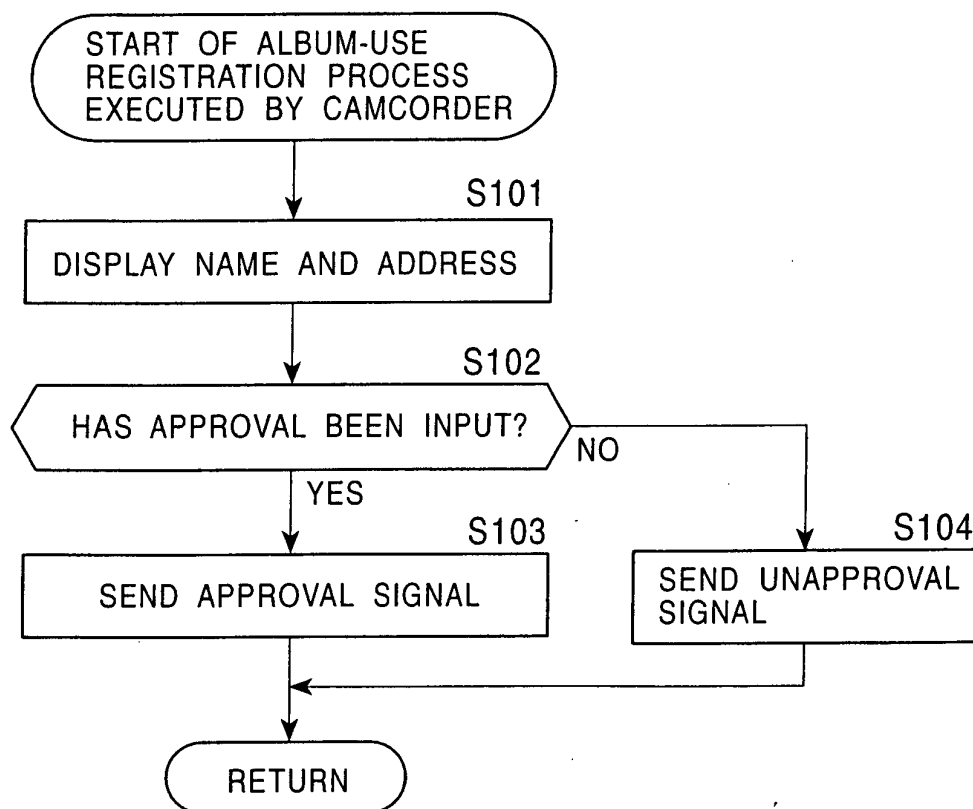 START OF ALBUM-USE
REGISTRATION PROCESS
EXECUTED BY CAMCORDER
S101
DISPLAY NAME AND ADDRESS
S102
HAS APPROVAL BEEN INPUT?
NO
YES
S103
S104
SEND APPROVAL SIGNAL
SEND UNAPPROVAL
SIGNAL
RETURN